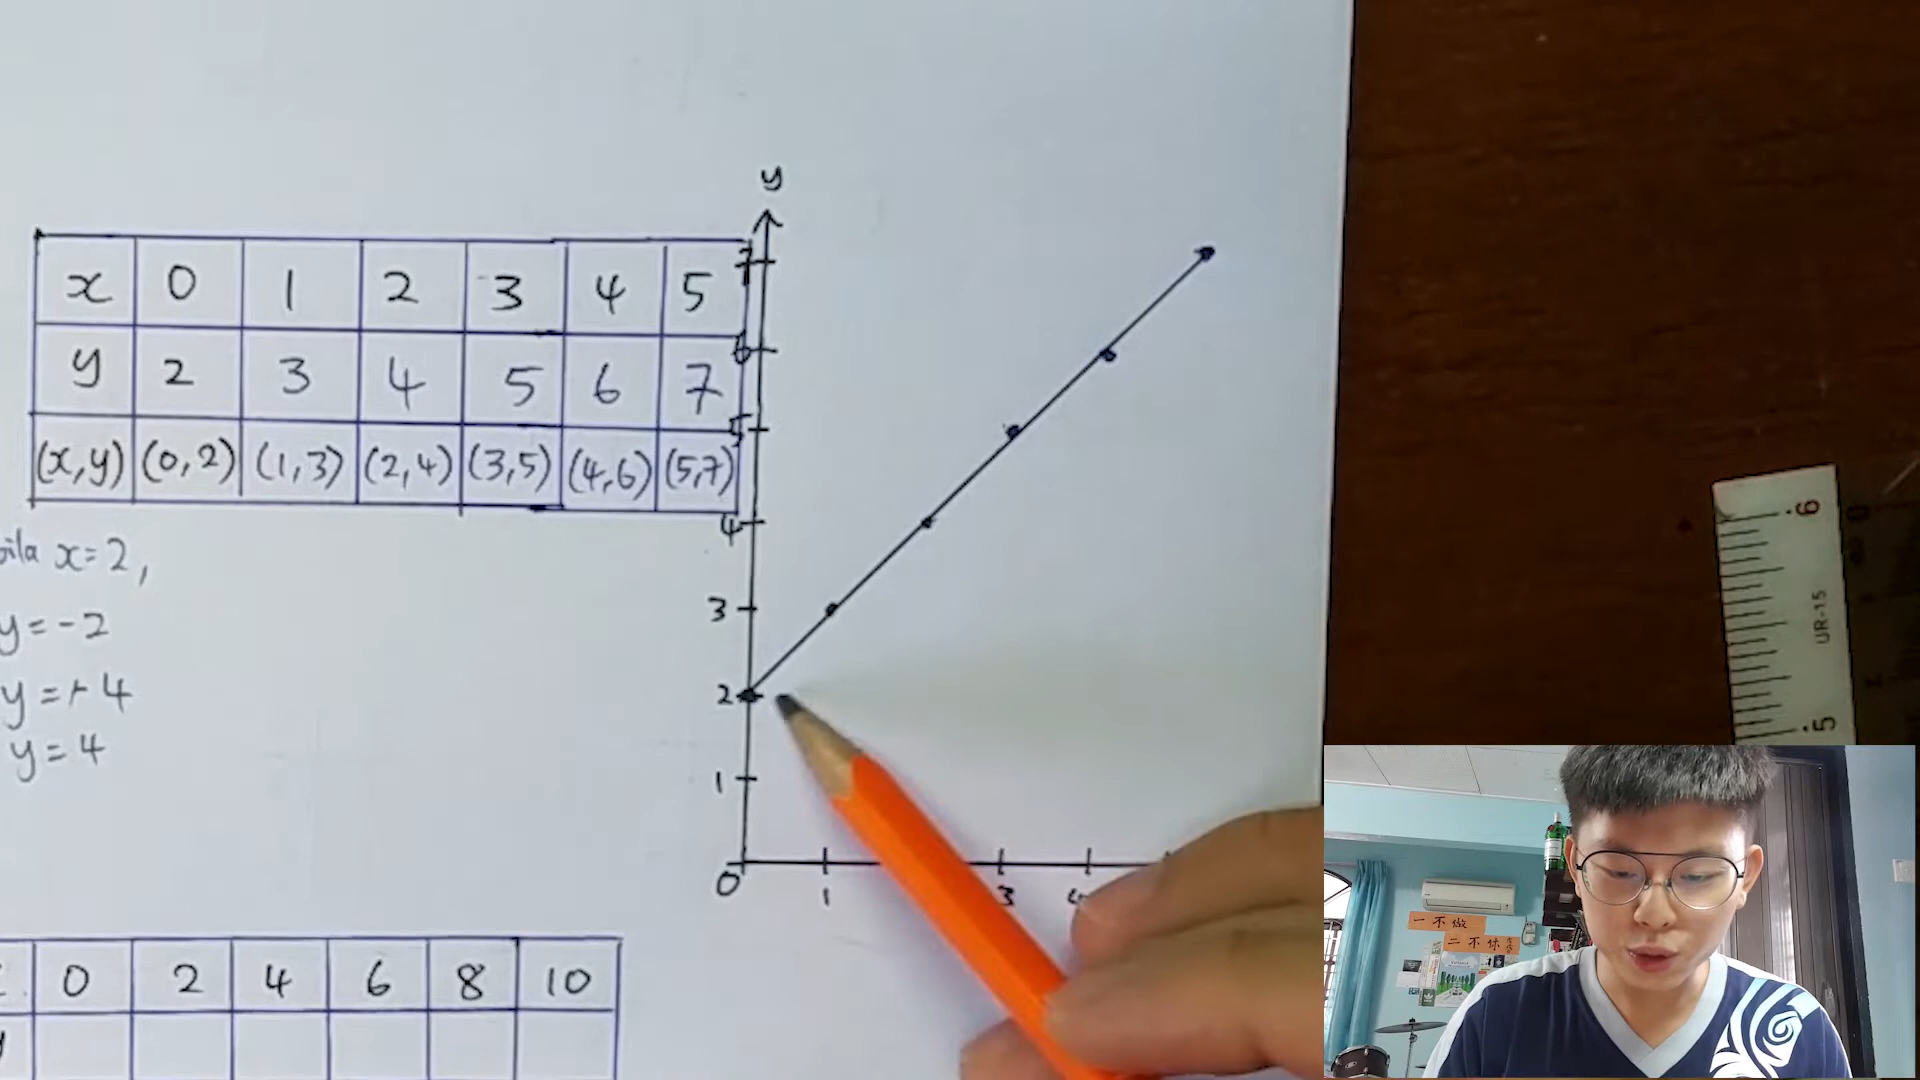 y
x 0 1 2 3 4 5
y 2 3 4 5 6 7
(x,y) (0,2) (1,3) (2,4) (3,5) (4,6) (5,7)
7
6
5
4
3
2
1
0 1 3 4
x=2,
y=-2
y=+4
y=4
0 2 4 6 8 10
6
UR-15
5
一不做
二不休